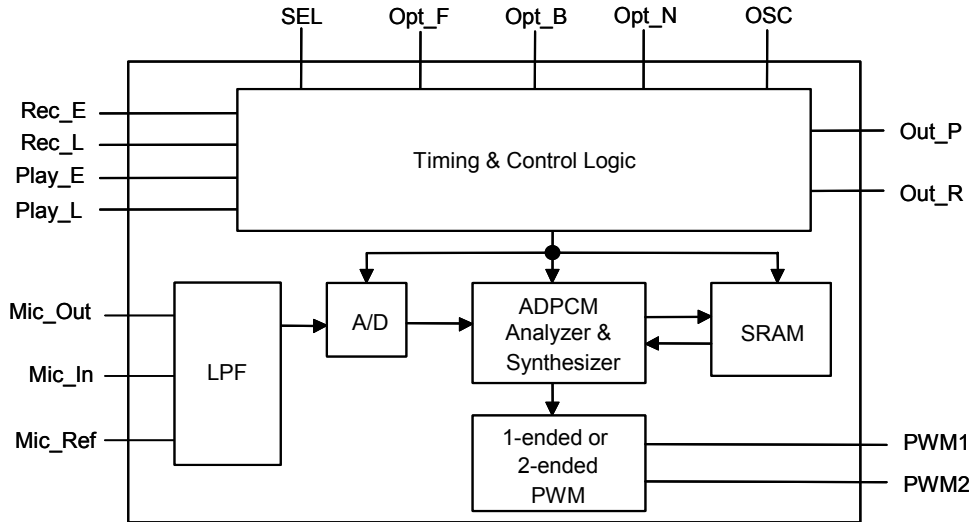 SEL Opt_F Opt_B Opt_N OSC
Rec_E
Rec_L
Play_E
Play_L
Timing & Control Logic
Out_P
Out_R
Mic_Out
Mic_In
Mic_Ref
LPF
A/D
ADPCM
Analyzer &
Synthesizer
SRAM
1-ended or
2-ended
PWM
PWM1
PWM2